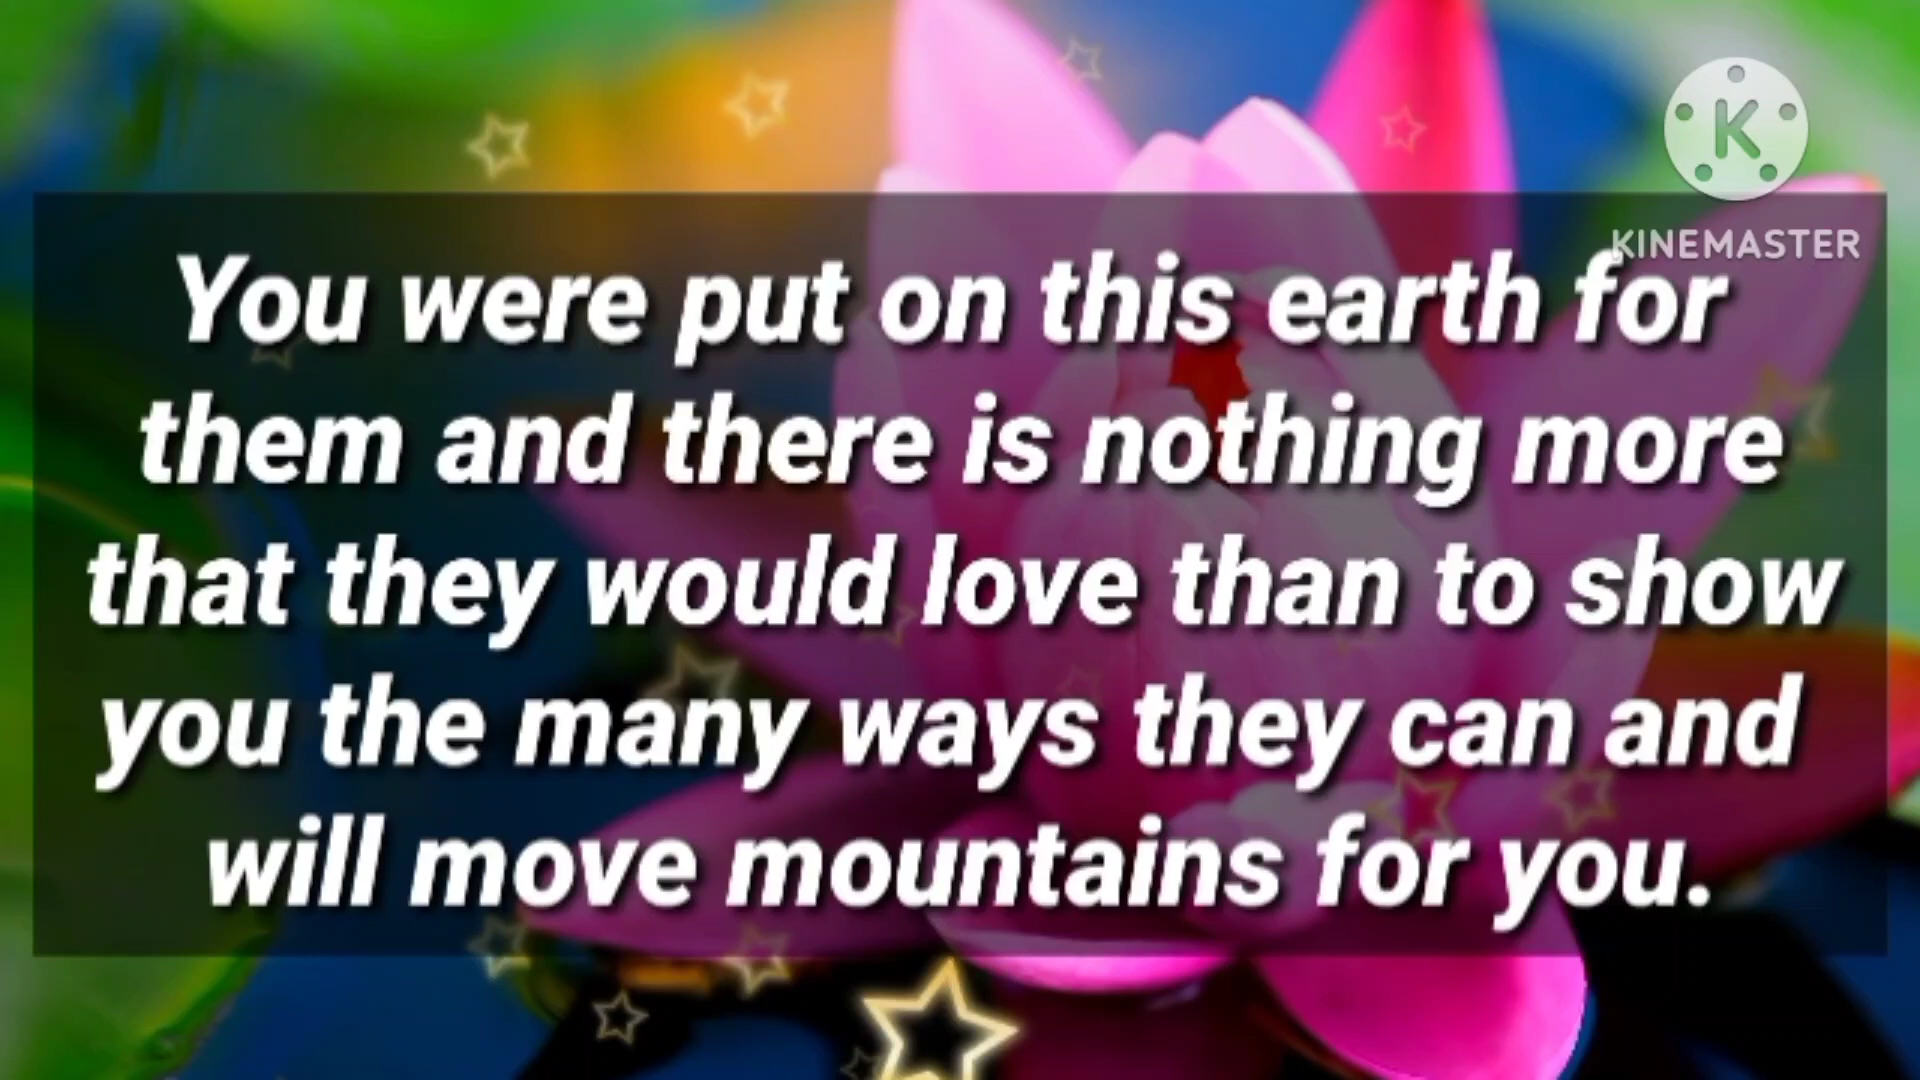 K
KINEMASTER
You were put on this earth for
them and there is nothing more
that they would love than to show
you the many ways they can and
will move mountains for you.